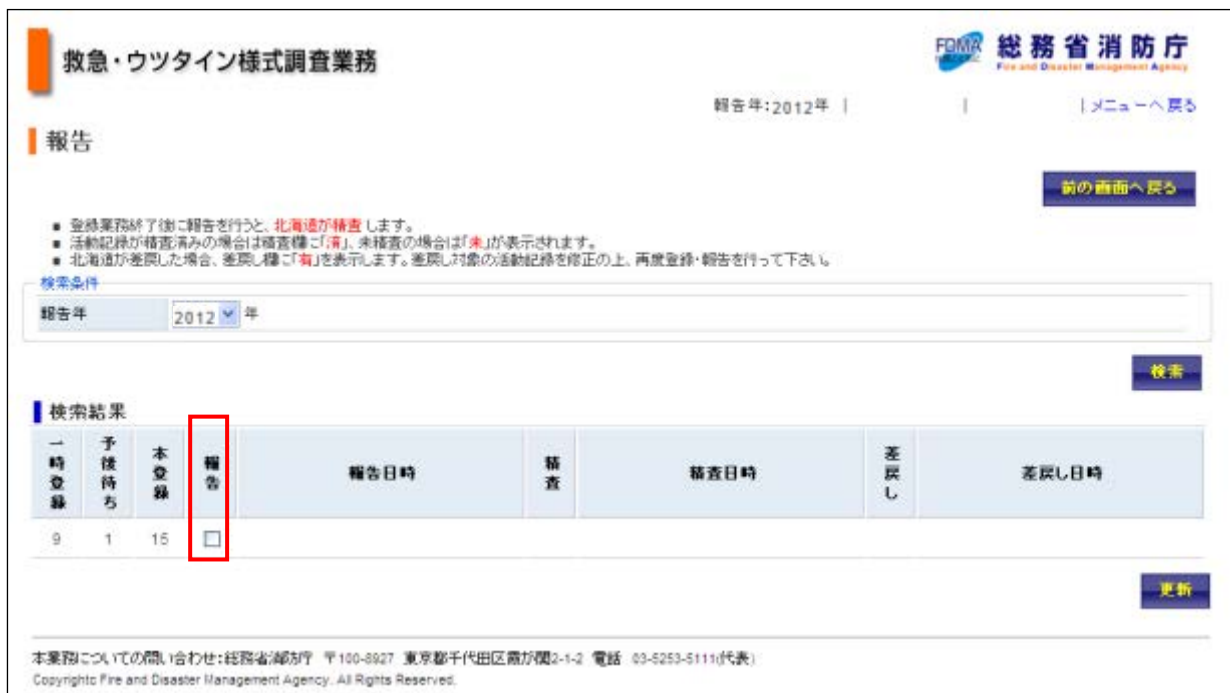 救急・ウツタイン様式調査業務
FDMA 総務省消防庁
Fire and Disaster Management Agency
報告年:2012年 | | |メニューへ戻る
報告
前の画面へ戻る
■ 登録業務終了後に報告を行うと、北海道が精査します。
■ 活動記録が精査済みの場合は精査欄に「済」、未精査の場合は「未」が表示されます。
■ 北海道が差戻した場合、差戻し欄に「有」を表示します。差戻し対象の活動記録を修正の上、再度登録・報告を行って下さい。
検索条件
報告年 2012 年
検索
検索結果
一時登録 予後待ち 本登録 報告 報告日時 精査 精査日時 差戻し 差戻し日時
9 1 15
更新
本業務についての問い合わせ:総務省消防庁 〒100-8927 東京都千代田区霞が関2-1-2 電話 03-5253-5111(代表)
Copyrightc Fire and Disaster Management Agency. All Rights Reserved.